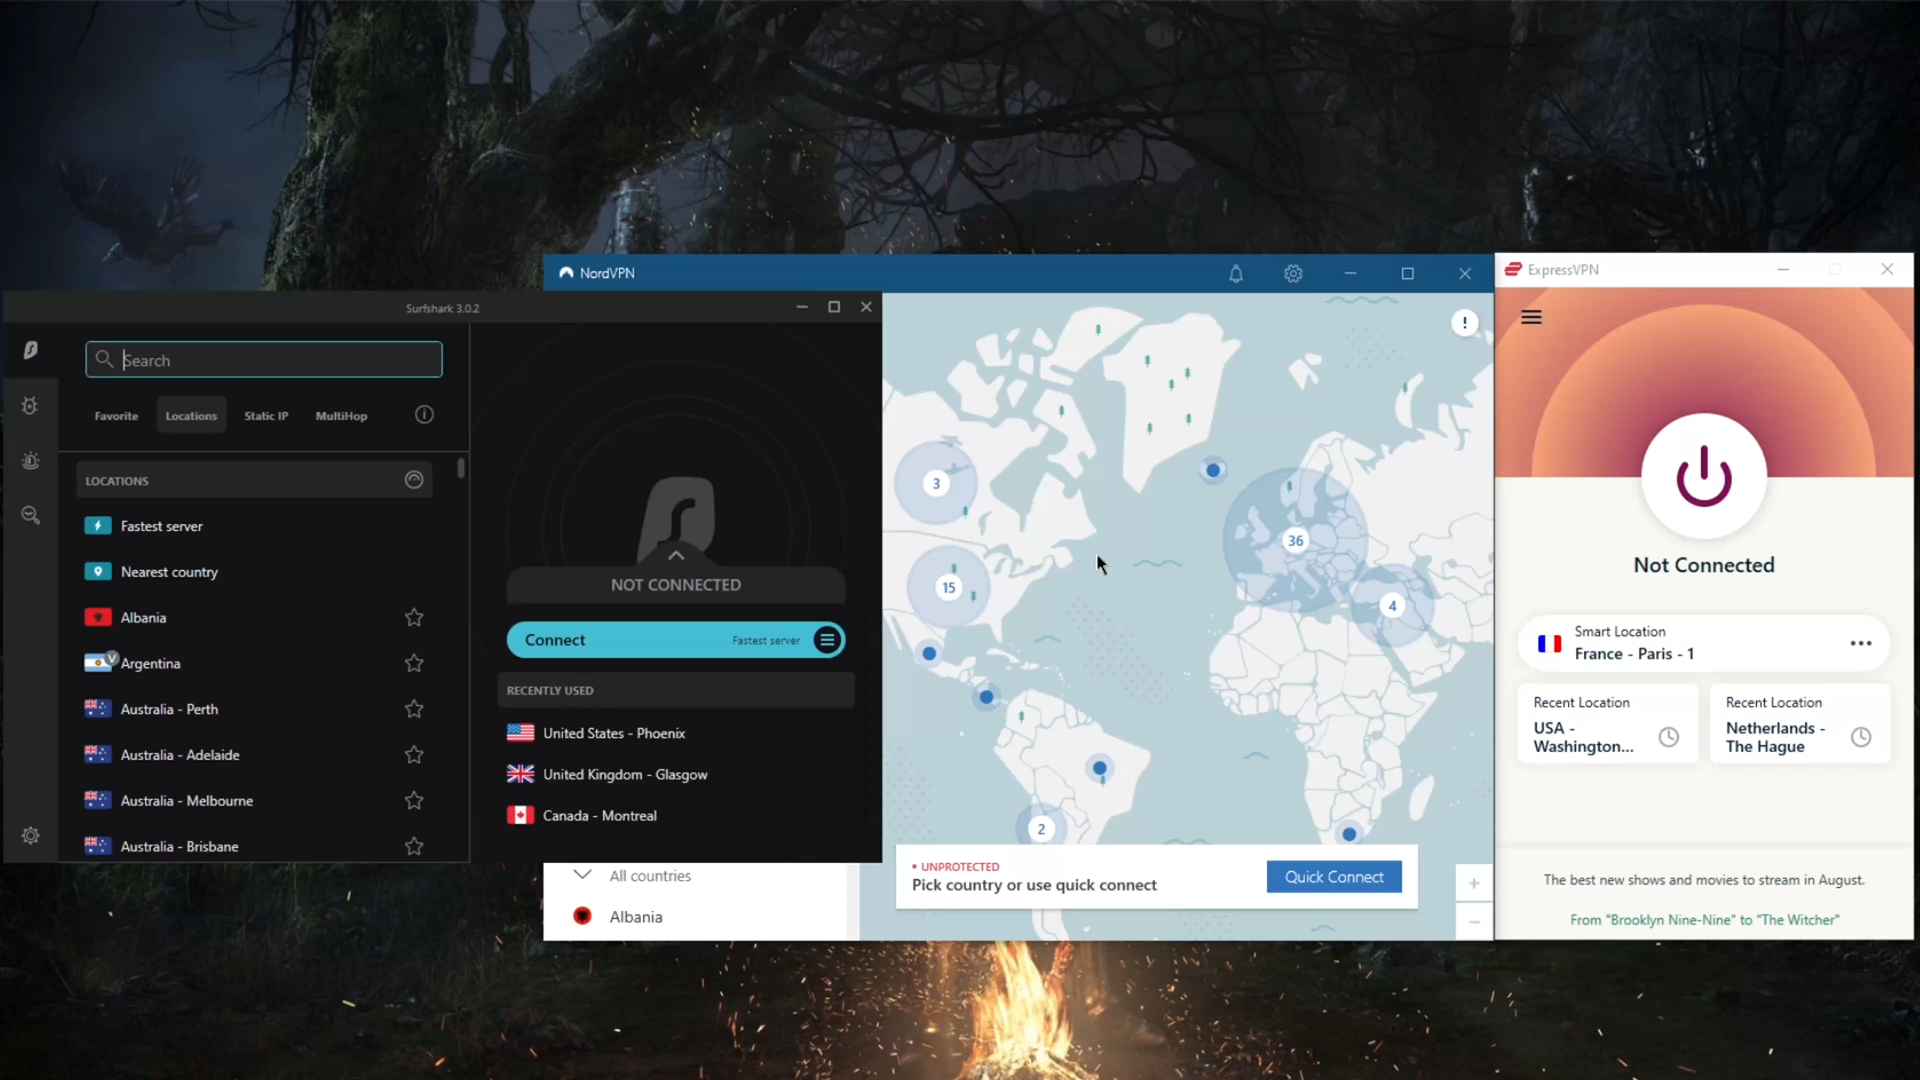 NordVPN
Surfshark 3.0.2
Search
Favorite
Locations
Static IP
MultiHop
LOCATIONS
Fastest server
Nearest country
Albania
V
Argentina
Australia - Perth
Australia - Adelaide
Australia - Melbourne
Australia - Brisbane
NOT CONNECTED
Connect
Fastest server
RECENTLY USED
United States - Phoenix
United Kingdom - Glasgow
Canada - Montreal
!
3
36
15
4
2
All countries
Albania
• UNPROTECTED
Pick country or use quick connect
Quick Connect
ExpressVPN
Not Connected
Smart Location
France - Paris - 1
Recent Location
USA -
Washington...
Recent Location
Netherlands -
The Hague
The best new shows and movies to stream in August.
From "Brooklyn Nine-Nine" to "The Witcher"